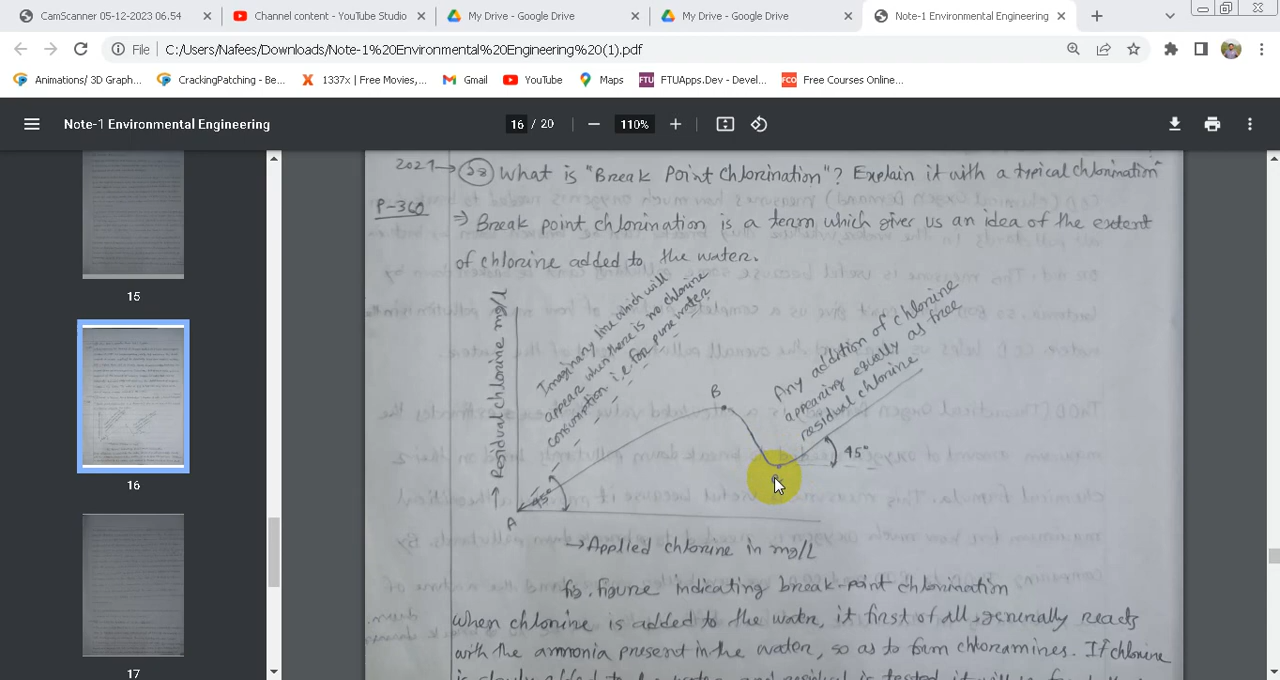 CamScanner 05-12-2023 06.54
Channel content - YouTube Studio
My Drive - Google Drive
My Drive - Google Drive
Note-1 Environmental Engineering
File C:/Users/Nafees/Downloads/Note-1%20Environmental%20Engineering%20(1).pdf
Animations/ 3D Graph...
CrackingPatching - Be...
1337x | Free Movies,...
Gmail
YouTube
Maps
FTUApps.Dev - Devel...
Free Courses Online...
Note-1 Environmental Engineering
16 / 20
110%
15
16
17
2021 → What is "Break Point Chlorination"? Explain it with a typical chlorination
P-360
⇒ Break point chlorination is a term which give us an idea of the extent
of chlorine added to the water.
→ Residual chlorine mg/l
Imaginary line which will
appear when there is no chlorine
consumption i.e for pure water
B
Any addition of chlorine
appearing equally as free
residual chlorine
45°
45°
A
→ Applied chlorine in mg/L
fig. figure indicating break-point chlorination
When chlorine is added to the water, it first of all, generally reacts
with the ammonia present in the water, so as to form chloramines. If chlorine